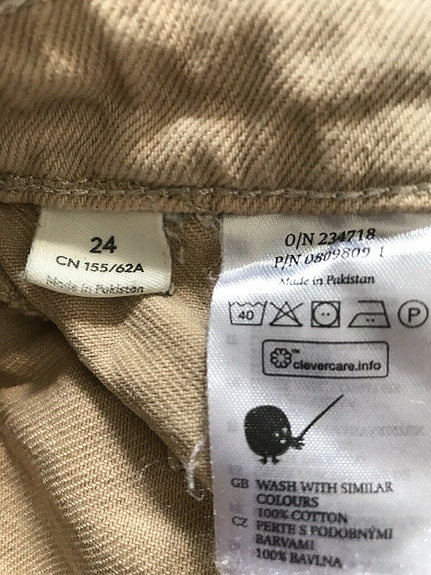 24
CN 155/62A
Made in Pakistan
O/N 234718
P/N 0809809 1
Made in Pakistan
40
P
clevercare.info
GB WASH WITH SIMILAR
COLOURS
100% COTTON
CZ PERTE S PODOBNÝMI
BARVAMI
100% BAVLNA